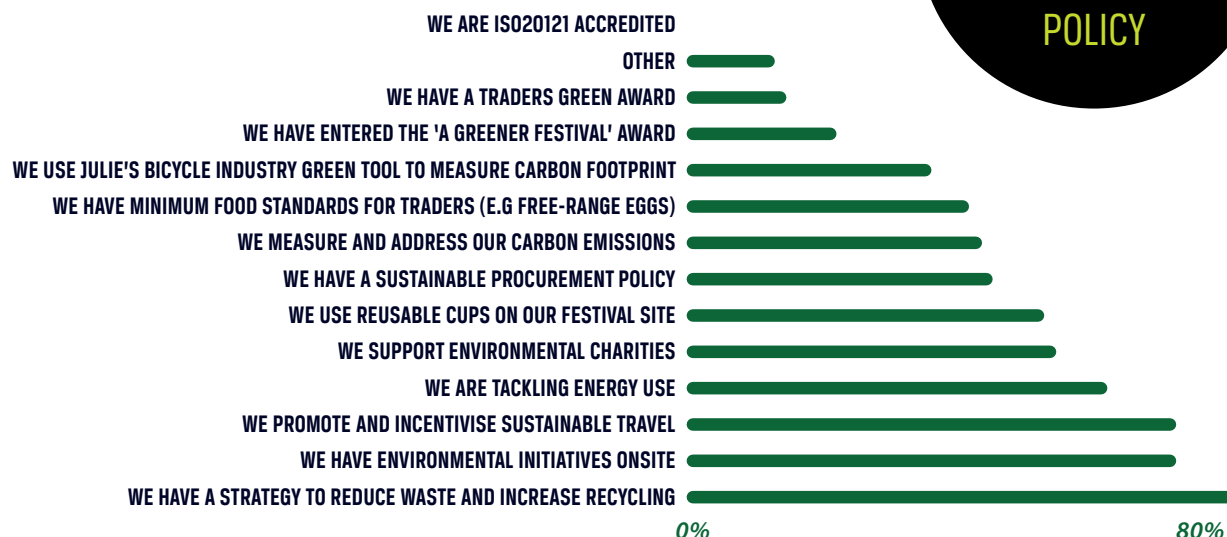 POLICY
WE ARE ISO20121 ACCREDITED
OTHER
WE HAVE A TRADERS GREEN AWARD
WE HAVE ENTERED THE 'A GREENER FESTIVAL' AWARD
WE USE JULIE'S BICYCLE INDUSTRY GREEN TOOL TO MEASURE CARBON FOOTPRINT
WE HAVE MINIMUM FOOD STANDARDS FOR TRADERS (E.G FREE-RANGE EGGS)
WE MEASURE AND ADDRESS OUR CARBON EMISSIONS
WE HAVE A SUSTAINABLE PROCUREMENT POLICY
WE USE REUSABLE CUPS ON OUR FESTIVAL SITE
WE SUPPORT ENVIRONMENTAL CHARITIES
WE ARE TACKLING ENERGY USE
WE PROMOTE AND INCENTIVISE SUSTAINABLE TRAVEL
WE HAVE ENVIRONMENTAL INITIATIVES ONSITE
WE HAVE A STRATEGY TO REDUCE WASTE AND INCREASE RECYCLING
0% 80%